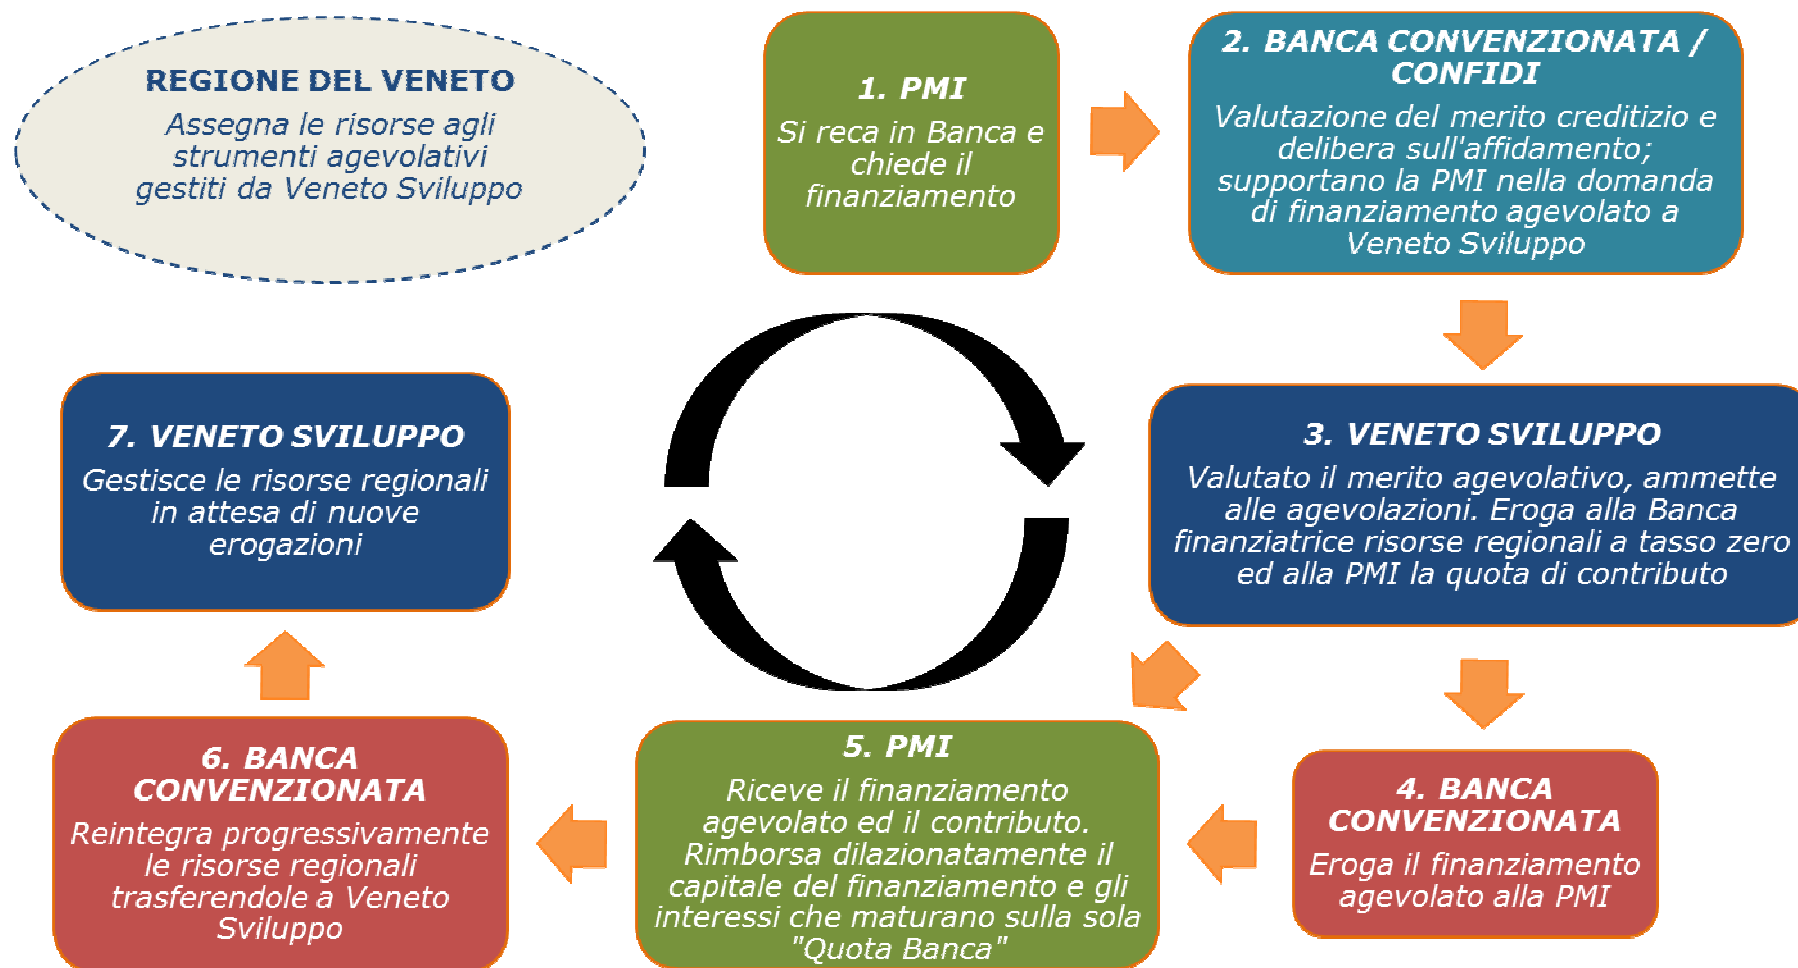 REGIONE DEL VENETO
Assegna le risorse agli
strumenti agevolativi
gestiti da Veneto Sviluppo
1. PMI
Si reca in Banca e
chiede il
finanziamento
2. BANCA CONVENZIONATA /
CONFIDI
Valutazione del merito creditizio e
delibera sull'affidamento;
supportano la PMI nella domanda
di finanziamento agevolato a
Veneto Sviluppo
3. VENETO SVILUPPO
Valutato il merito agevolativo, ammette
alle agevolazioni. Eroga alla Banca
finanziatrice risorse regionali a tasso zero
ed alla PMI la quota di contributo
4. BANCA
CONVENZIONATA
Eroga il finanziamento
agevolato alla PMI
5. PMI
Riceve il finanziamento
agevolato ed il contributo.
Rimborsa dilazionatamente il
capitale del finanziamento e gli
interessi che maturano sulla sola
"Quota Banca"
6. BANCA
CONVENZIONATA
Reintegra progressivamente
le risorse regionali
trasferendole a Veneto
Sviluppo
7. VENETO SVILUPPO
Gestisce le risorse regionali
in attesa di nuove
erogazioni